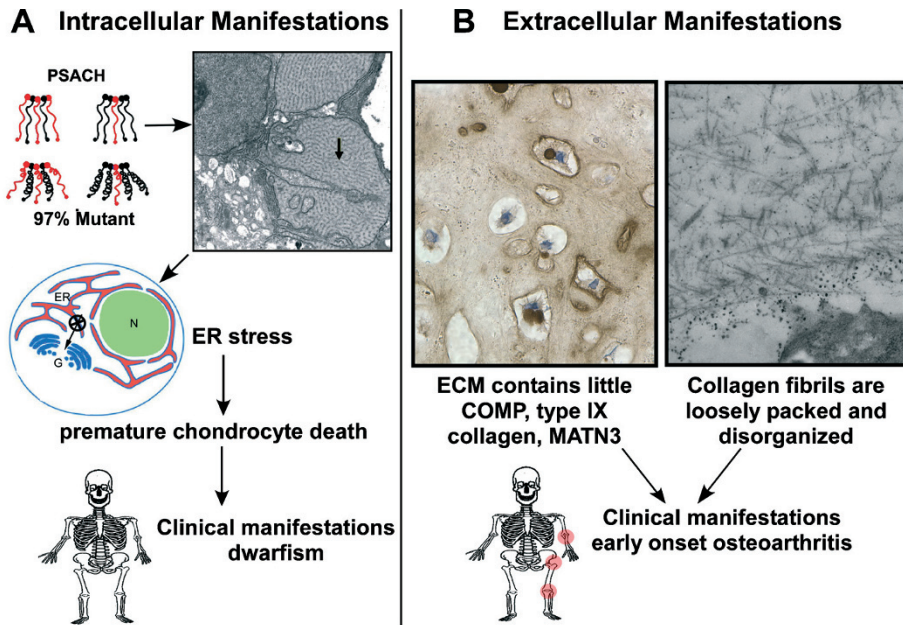 A Intracellular Manifestations
PSACH
97% Mutant
ER
N
G
ER stress
premature chondrocyte death
Clinical manifestations
dwarfism
B Extracellular Manifestations
ECM contains little
COMP, type IX
collagen, MATN3
Collagen fibrils are
loosely packed and
disorganized
Clinical manifestations
early onset osteoarthritis